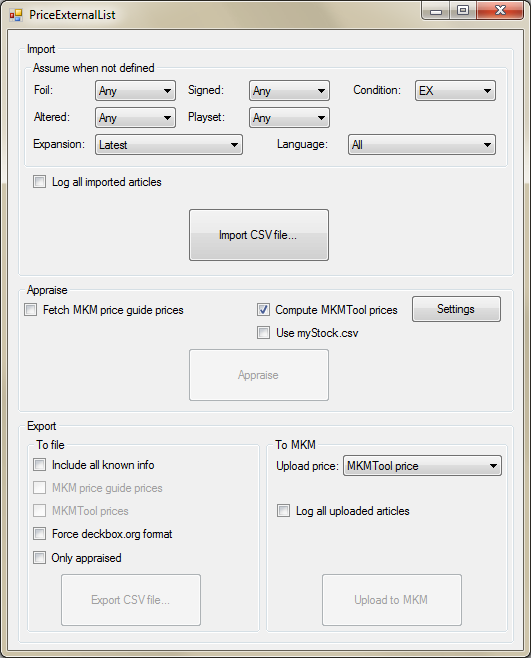 PriceExternalList
Import
Assume when not defined
Foil: Any Signed: Any Condition: EX
Altered: Any Playset: Any
Expansion: Latest Language: All
Log all imported articles
Import CSV file...
Appraise
Fetch MKM price guide prices Compute MKMTool prices Settings
Use myStock.csv
Appraise
Export
To file
Include all known info
MKM price guide prices
MKMTool prices
Force deckbox.org format
Only appraised
Export CSV file...
To MKM
Upload price: MKMTool price
Log all uploaded articles
Upload to MKM